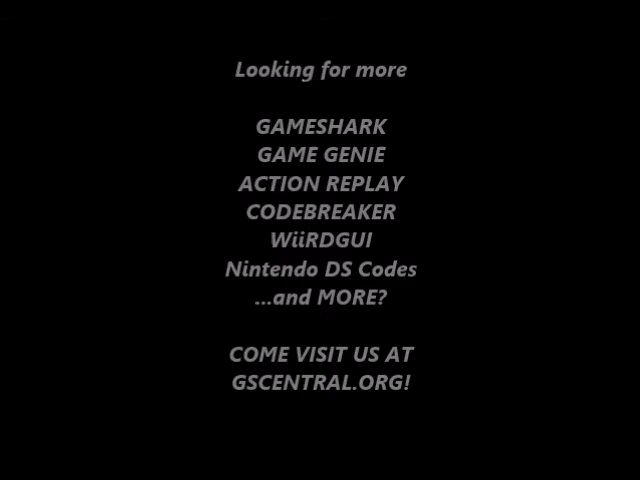 Looking for more
GAMESHARK
GAME GENIE
ACTION REPLAY
CODEBREAKER
WiiRDGUI
Nintendo DS Codes
...and MORE?
COME VISIT US AT
GSCENTRAL.ORG!